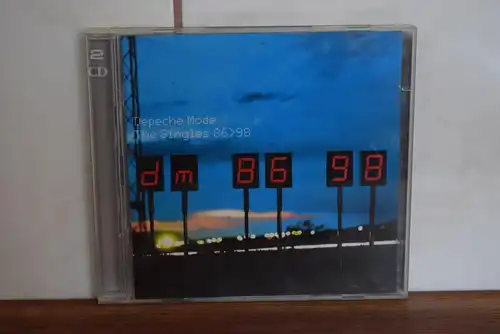 2
CD
Depeche Mode
The Singles 86>98
dm 86 98